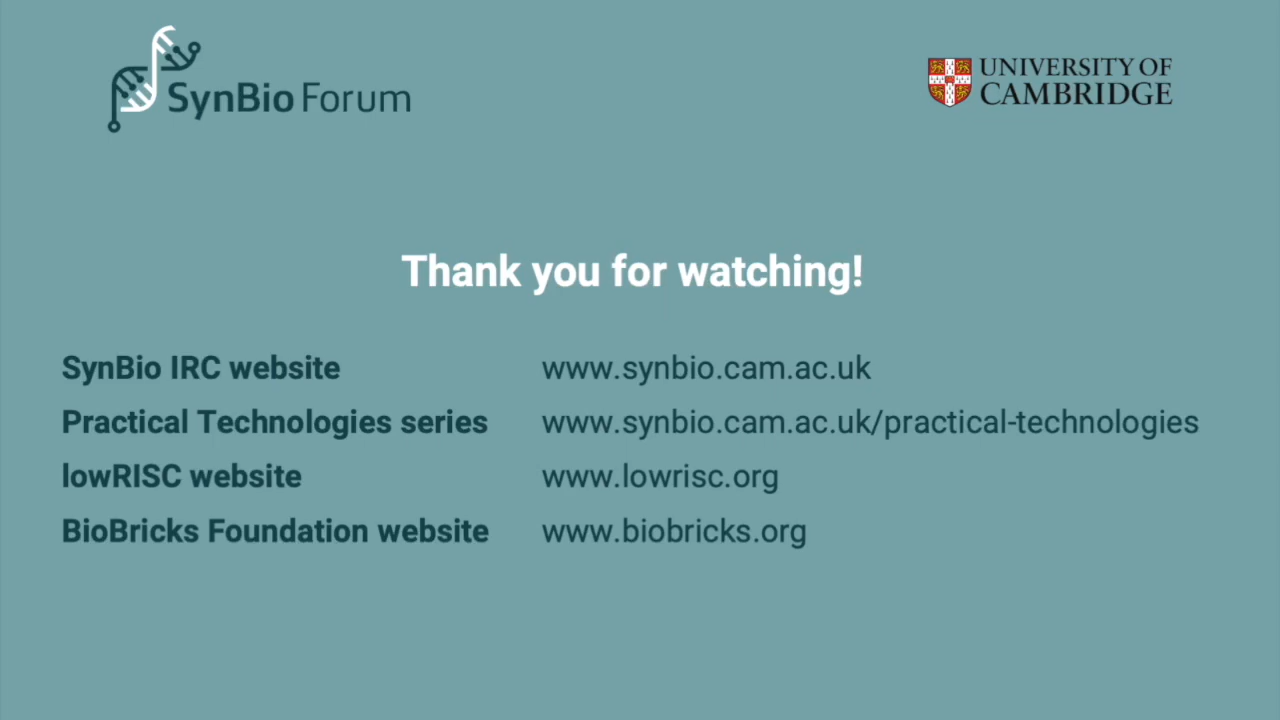 SynBio Forum
UNIVERSITY OF
CAMBRIDGE
Thank you for watching!
SynBio IRC website www.synbio.cam.ac.uk
Practical Technologies series www.synbio.cam.ac.uk/practical-technologies
lowRISC website www.lowrisc.org
BioBricks Foundation website www.biobricks.org